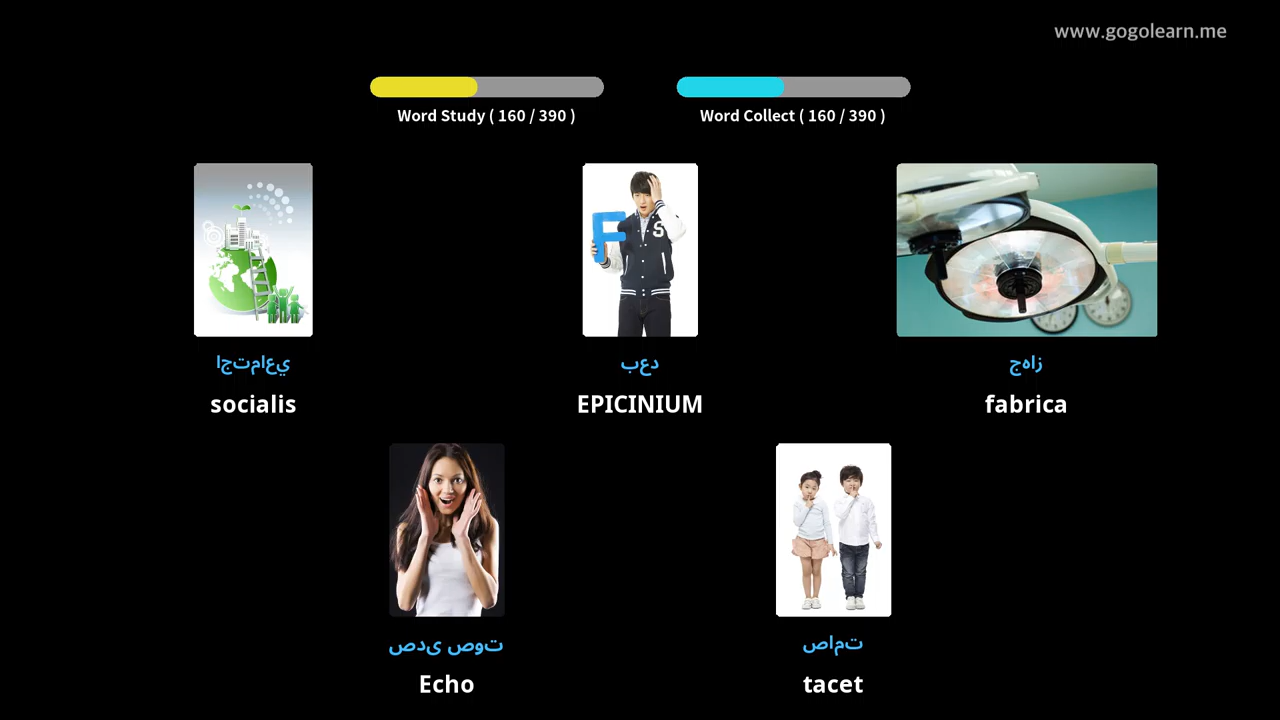 www.gogolearn.me
Word Study ( 160 / 390 )
Word Collect ( 160 / 390 )
F S
اجتماعي
بعد
جهاز
socialis
EPICINIUM
fabrica
صدى صوت
صامت
Echo
tacet